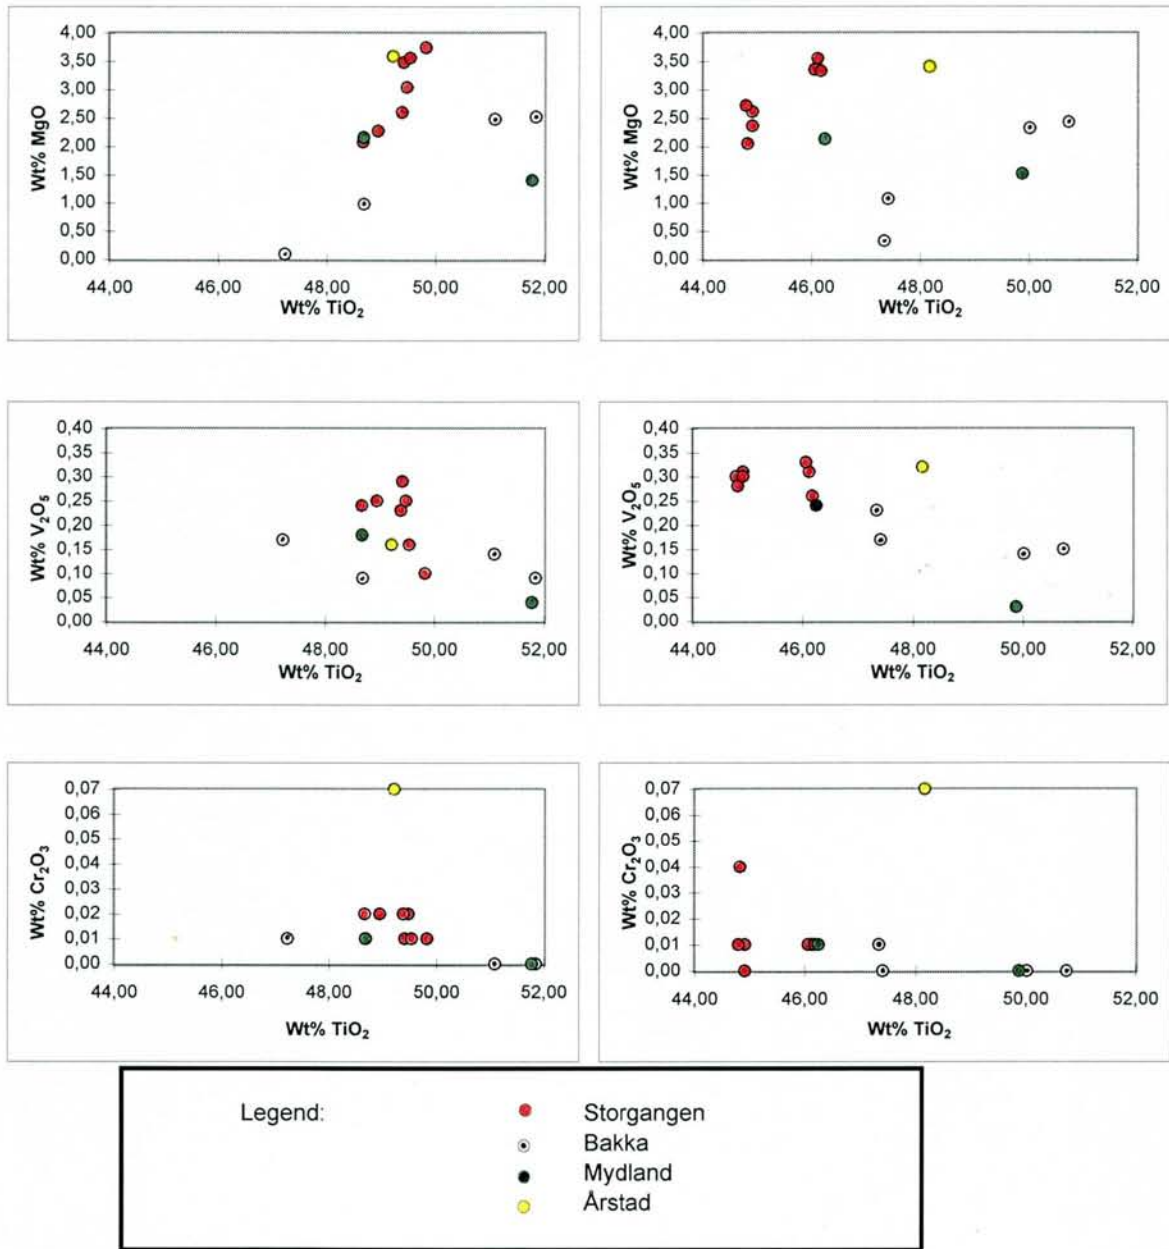 Wt% MgO
4,00
3,50
3,00
2,50
2,00
1,50
1,00
0,50
0,00
44,00 46,00 48,00 50,00 52,00
Wt% TiO₂
Wt% MgO
4,00
3,50
3,00
2,50
2,00
1,50
1,00
0,50
0,00
44,00 46,00 48,00 50,00 52,00
Wt% TiO₂
Wt% V₂O₅
0,40
0,35
0,30
0,25
0,20
0,15
0,10
0,05
0,00
44,00 46,00 48,00 50,00 52,00
Wt% TiO₂
Wt% V₂O₅
0,40
0,35
0,30
0,25
0,20
0,15
0,10
0,05
0,00
44,00 46,00 48,00 50,00 52,00
Wt% TiO₂
Wt% Cr₂O₃
0,07
0,06
0,05
0,04
0,03
0,02
0,01
0,00
44,00 46,00 48,00 50,00 52,00
Wt% TiO₂
Wt% Cr₂O₃
0,07
0,06
0,05
0,04
0,03
0,02
0,01
0,00
44,00 46,00 48,00 50,00 52,00
Wt% TiO₂
Legend:
Storgangen
Bakka
Mydland
Årstad